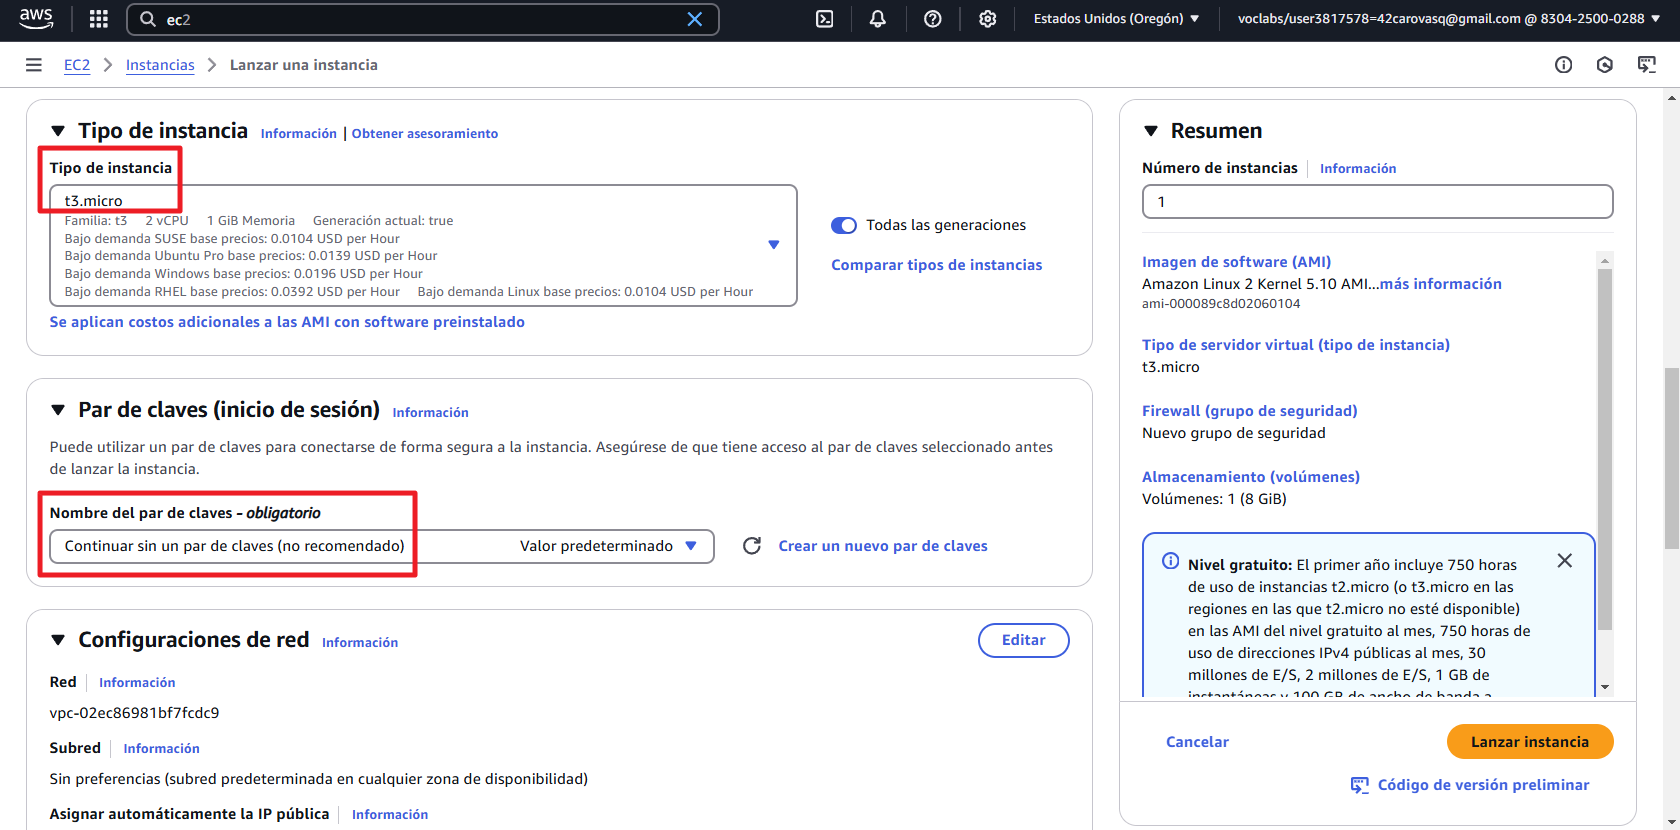 aws
ec2
Estados Unidos (Oregón)
voclabs/user3817578=42carovasq@gmail.com @ 8304-2500-0288
EC2
Instancias
Lanzar una instancia
Tipo de instancia
Información | Obtener asesoramiento
Tipo de instancia
t3.micro
Familia: t3 2 vCPU 1 GiB Memoria Generación actual: true
Bajo demanda SUSE base precios: 0.0104 USD per Hour
Bajo demanda Ubuntu Pro base precios: 0.0139 USD per Hour
Bajo demanda Windows base precios: 0.0196 USD per Hour
Bajo demanda RHEL base precios: 0.0392 USD per Hour Bajo demanda Linux base precios: 0.0104 USD per Hour
Todas las generaciones
Comparar tipos de instancias
Se aplican costos adicionales a las AMI con software preinstalado
Par de claves (inicio de sesión)
Información
Puede utilizar un par de claves para conectarse de forma segura a la instancia. Asegúrese de que tiene acceso al par de claves seleccionado antes
de lanzar la instancia.
Nombre del par de claves - obligatorio
Continuar sin un par de claves (no recomendado)
Valor predeterminado
Crear un nuevo par de claves
Configuraciones de red
Información
Editar
Red
Información
vpc-02ec86981bf7fcdc9
Subred
Información
Sin preferencias (subred predeterminada en cualquier zona de disponibilidad)
Asignar automáticamente la IP pública
Información
Resumen
Número de instancias
Información
1
Imagen de software (AMI)
Amazon Linux 2 Kernel 5.10 AMI...más información
ami-000089c8d02060104
Tipo de servidor virtual (tipo de instancia)
t3.micro
Firewall (grupo de seguridad)
Nuevo grupo de seguridad
Almacenamiento (volúmenes)
Volúmenes: 1 (8 GiB)
Nivel gratuito: El primer año incluye 750 horas
de uso de instancias t2.micro (o t3.micro en las
regiones en las que t2.micro no esté disponible)
en las AMI del nivel gratuito al mes, 750 horas de
uso de direcciones IPv4 públicas al mes, 30
millones de E/S, 2 millones de E/S, 1 GB de
instantáneas y 100 GB de ancho de banda a
Cancelar
Lanzar instancia
Código de versión preliminar